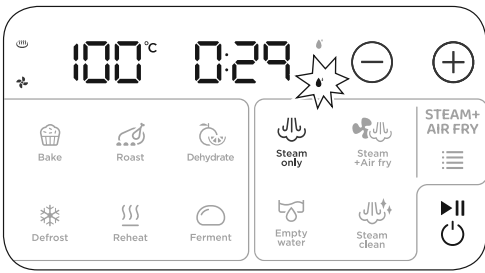 100°C 0:29
STEAM+
AIR FRY
Bake Roast Dehydrate Steam
only Steam
+Air fry
Defrost Reheat Ferment Empty
water Steam
clean